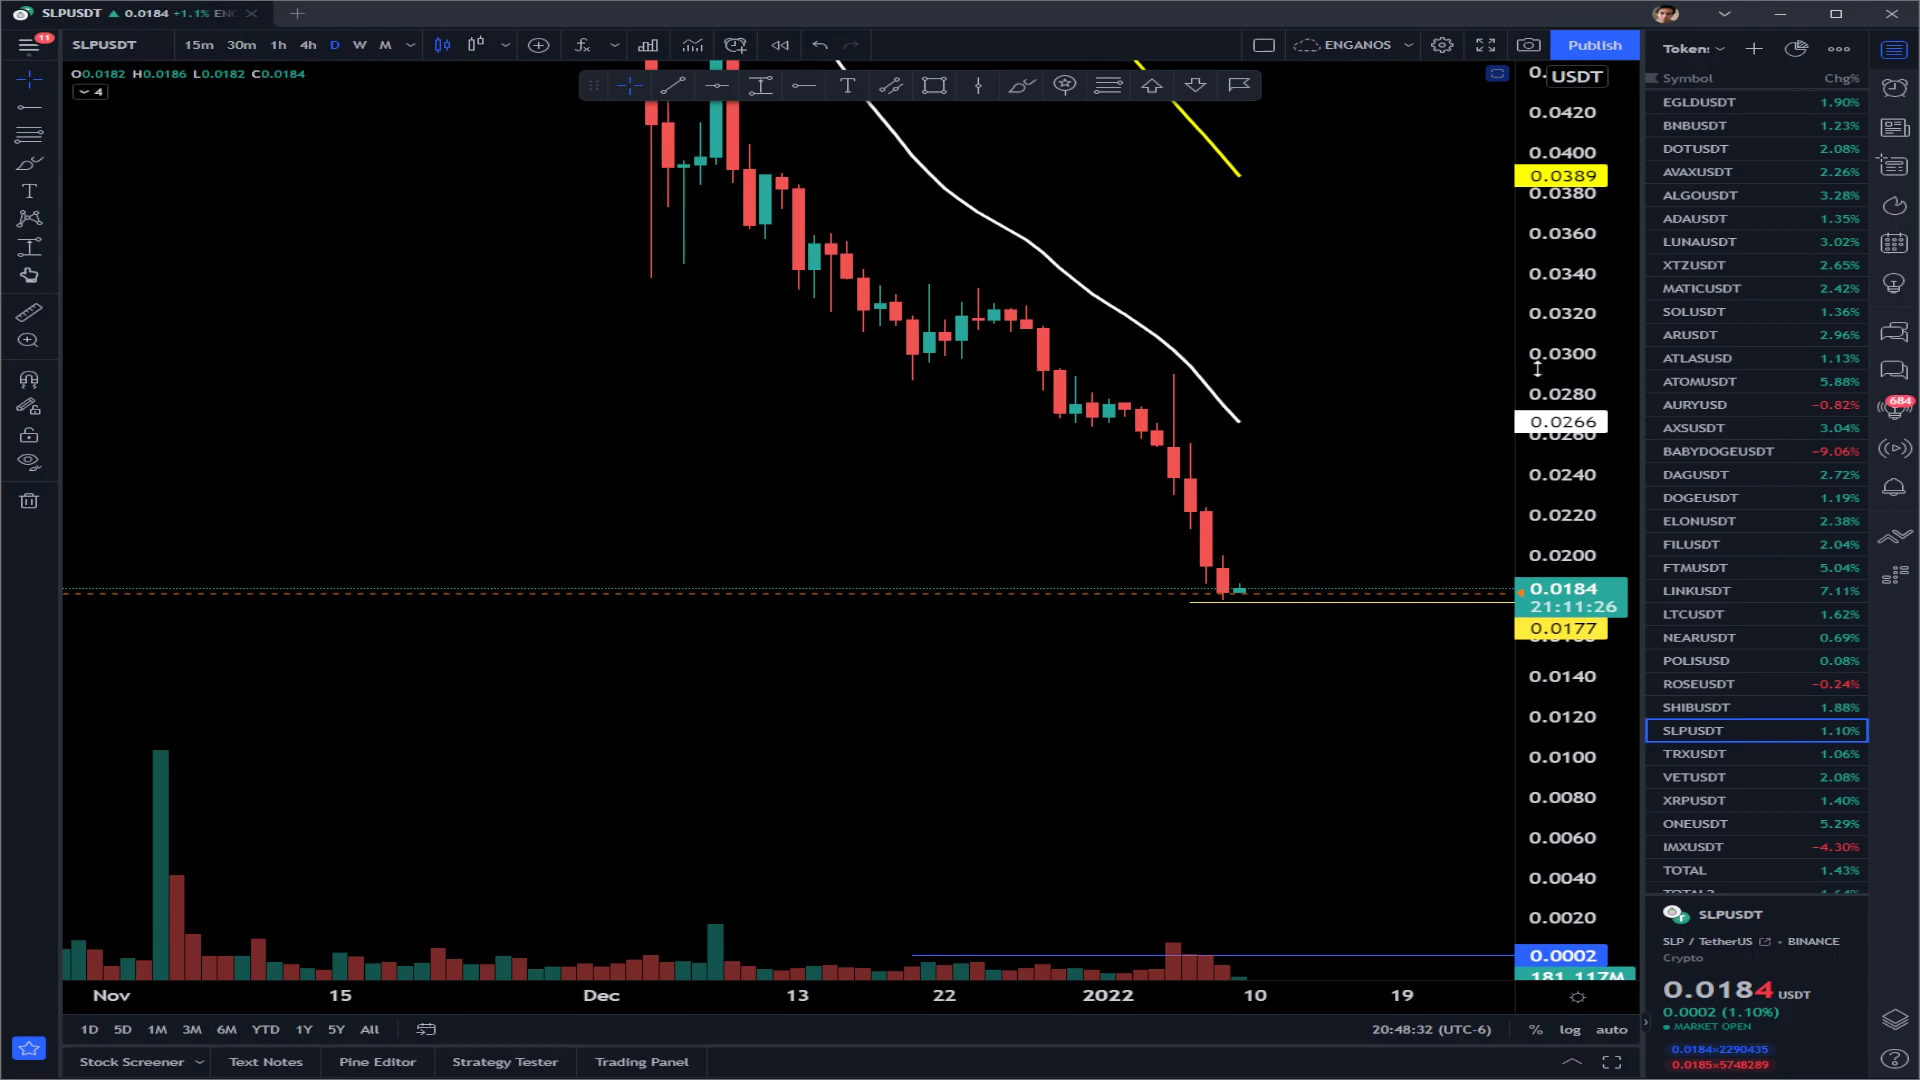 SLPUSDT ▲ 0.0184 +1.1% EN
11
SLPUSDT 15m 30m 1h 4h D W M ENGANOS Publish
O0.0182 H0.0186 L0.0182 C0.0184
4
T
USDT
0.0420
0.0400
0.0389
0.0380
0.0360
0.0340
0.0320
0.0300
0.0280
0.0266
0.0260
0.0240
0.0220
0.0200
0.0184
21:11:26
0.0177
0.0140
0.0120
0.0100
0.0080
0.0060
0.0040
0.0020
0.0002
181.117M
Nov 15 Dec 13 22 2022 10 19
1D 5D 1M 3M 6M YTD 1Y 5Y All
20:48:32 (UTC-6) % log auto
Stock Screener Text Notes Pine Editor Strategy Tester Trading Panel
Token:
Symbol Chg%
EGLDUSDT 1.90%
BNBUSDT 1.23%
DOTUSDT 2.08%
AVAXUSDT 2.26%
ALGOUSDT 3.28%
ADAUSDT 1.35%
LUNAUSDT 3.02%
XTZUSDT 2.65%
MATICUSDT 2.42%
SOLUSDT 1.36%
ARUSDT 2.96%
ATLASUSD 1.13%
ATOMUSDT 5.88%
AURYUSD −0.82%
AXSUSDT 3.04%
BABYDOGEUSDT −9.06%
DAGUSDT 2.72%
DOGEUSDT 1.19%
ELONUSDT 2.38%
FILUSDT 2.04%
FTMUSDT 5.04%
LINKUSDT 7.11%
LTCUSDT 1.62%
NEARUSDT 0.69%
POLISUSD 0.08%
ROSEUSDT −0.24%
SHIBUSDT 1.88%
SLPUSDT 1.10%
TRXUSDT 1.06%
VETUSDT 2.08%
XRPUSDT 1.40%
ONEUSDT 5.29%
IMXUSDT −4.30%
TOTAL 1.43%
SLPUSDT
SLP / TetherUS • BINANCE
Crypto
0.0184 USDT
0.0002 (1.10%)
MARKET OPEN
0.0184×2290435
0.0185×5748289
684